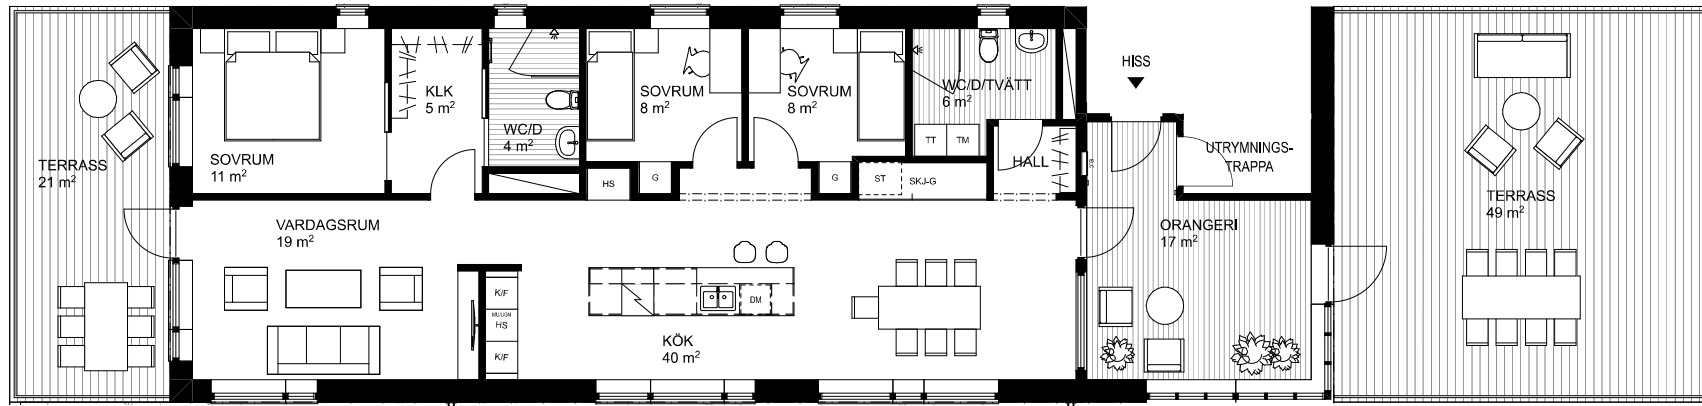 TERRASS
21 m²
SOVRUM
11 m²
KLK
5 m²
WC/D
4 m²
SOVRUM
8 m²
SOVRUM
8 m²
WC/D/TVÄTT
6 m²
TT
TM
HALL
HISS
UTRYMNINGS-
TRAPPA
HS
G
G
ST
SKJ-G
VARDAGSRUM
19 m²
K/F
MU/UGN
HS
K/F
DM
KÖK
40 m²
ORANGERI
17 m²
TERRASS
49 m²